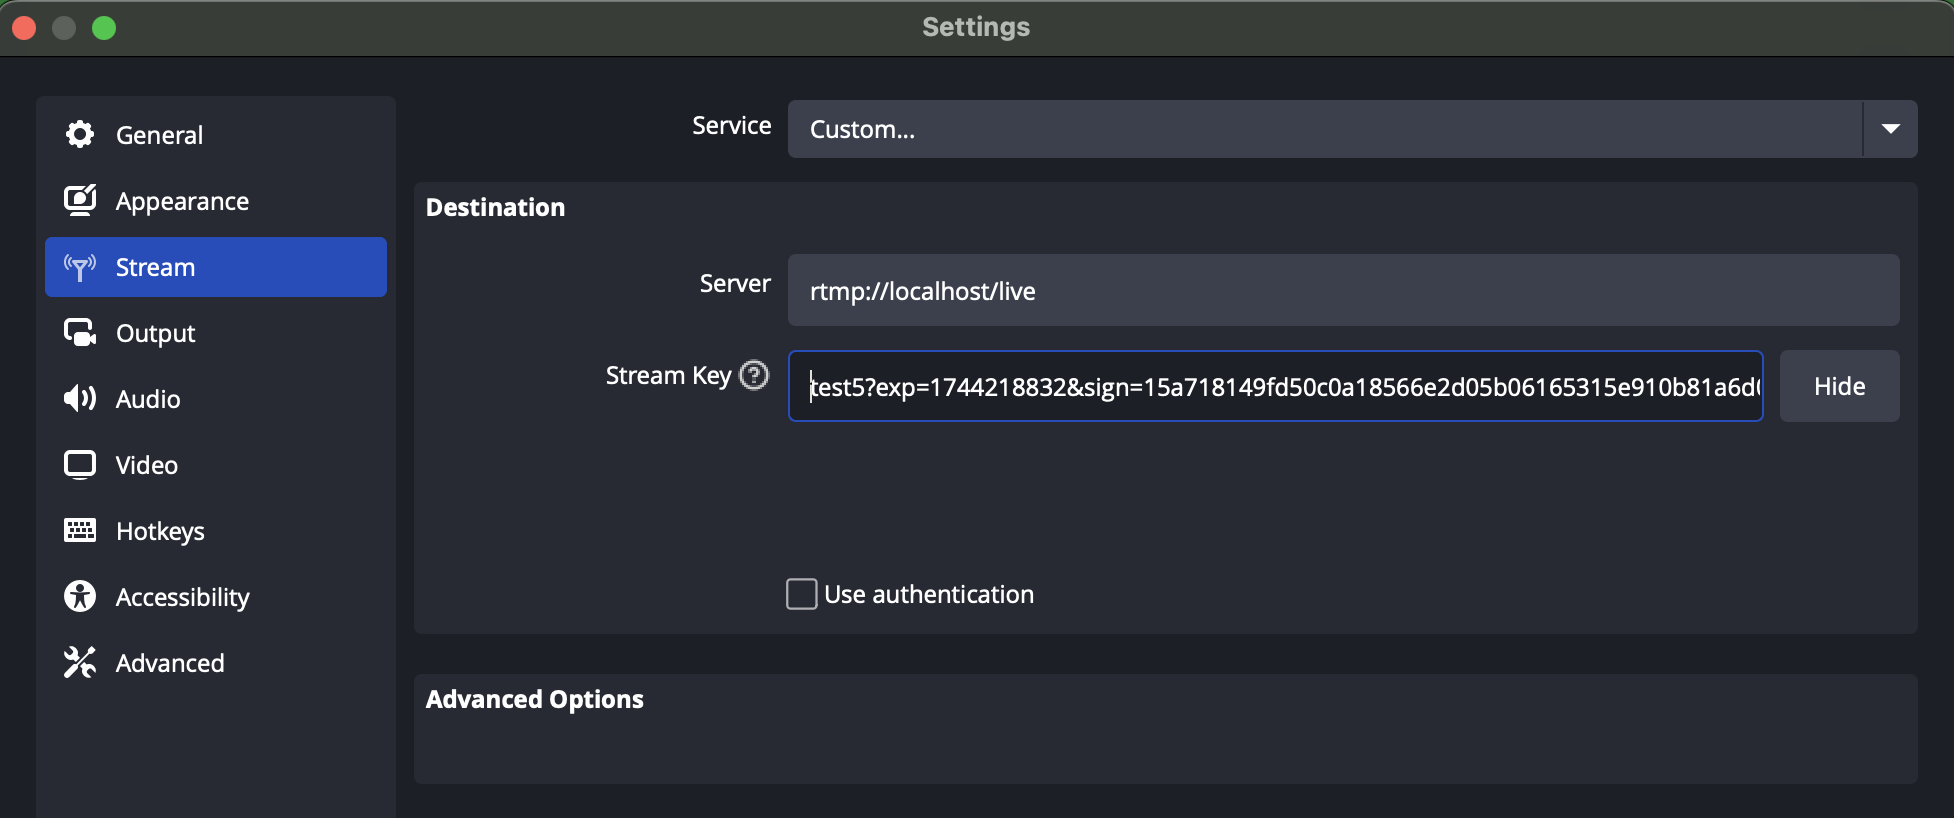 Settings
General
Appearance
Stream
Output
Audio
Video
Hotkeys
Accessibility
Advanced
Service
Custom...
Destination
Server
rtmp://localhost/live
Stream Key ?
test5?exp=1744218832&sign=15a718149fd50c0a18566e2d05b06165315e910b81a6d
Hide
Use authentication
Advanced Options